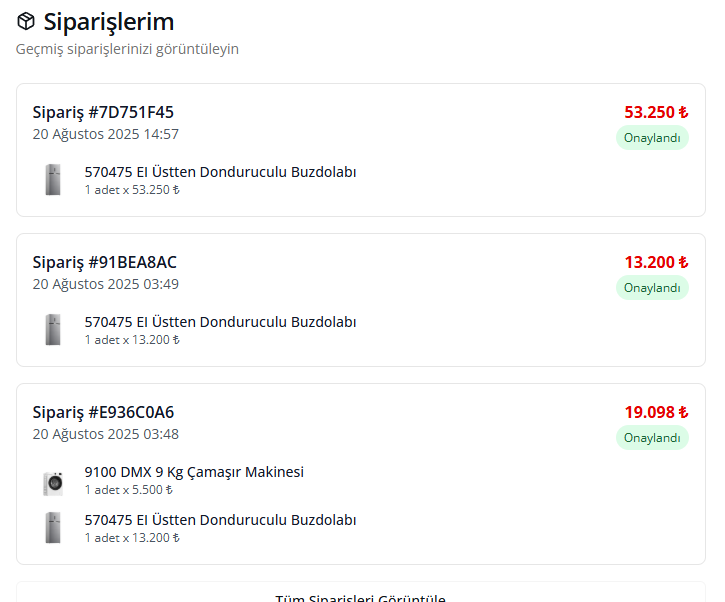 Siparişlerim
Geçmiş siparişlerinizi görüntüleyin
Sipariş #7D751F45
53.250 ₺
20 Ağustos 2025 14:57
Onaylandı
570475 EI Üstten Donduruculu Buzdolabı
1 adet x 53.250 ₺
Sipariş #91BEA8AC
13.200 ₺
20 Ağustos 2025 03:49
Onaylandı
570475 EI Üstten Donduruculu Buzdolabı
1 adet x 13.200 ₺
Sipariş #E936C0A6
19.098 ₺
20 Ağustos 2025 03:48
Onaylandı
9100 DMX 9 Kg Çamaşır Makinesi
1 adet x 5.500 ₺
570475 EI Üstten Donduruculu Buzdolabı
1 adet x 13.200 ₺
Tüm Siparişleri Görüntüle